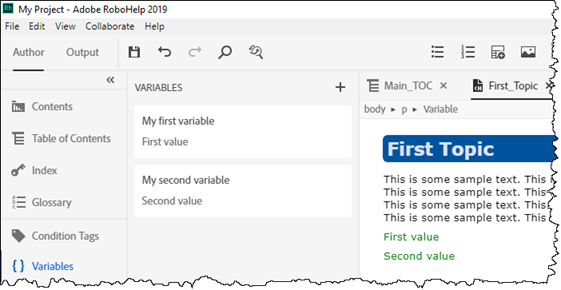 Rh My Project - Adobe RoboHelp 2019
File Edit View Collaborate Help
Author Output
VARIABLES
Main_TOC First_Topic
Contents
My first variable
body p Variable
First value
Table of Contents
First Topic
Index
My second variable
This is some sample text. This
Glossary
Second value
This is some sample text. This
This is some sample text. This
This is some sample text. This
Condition Tags
First value
Variables
Second value